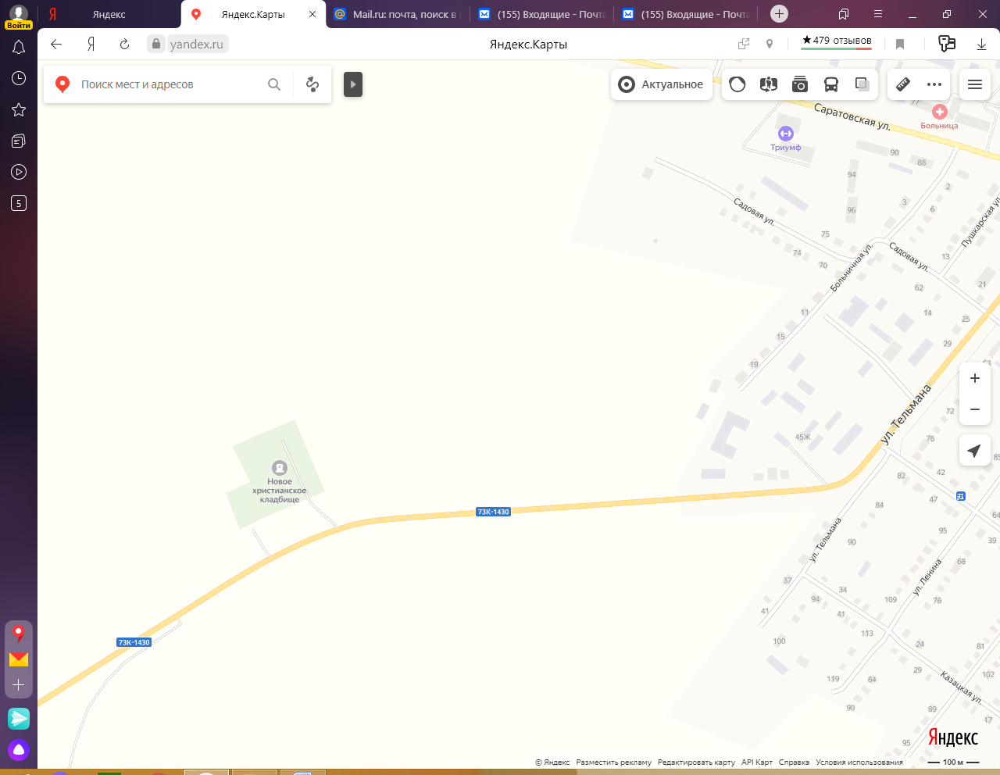 Яндекс
Яндекс.Карты
Mail.ru: почта, поиск в
(155) Входящие - Почта
(155) Входящие - Почта
Войти
yandex.ru
Яндекс.Карты
★479 отзывов
Поиск мест и адресов
Актуальное
Саратовская ул.
Больница
Триумф
90
88
94
2
3
6
96
Садовая ул.
Пушкарская ул.
75
74
13
Садовая ул.
70
Больничная ул.
21
62
11
14
25
15
29
19
5
ул. Тельмана
72
45Ж
76
85
82
42
Новое
христианское
кладбище
47
84
73К-1430
64
95
39
90
ул. Тельмана
68
ул. Ленина
37
34
94
109
76
41
41
113
73К-1430
100
24
81
29
102
119
84
Казацкая ул.
90
89
17
95
Яндекс
© Яндекс Разместить рекламу Редактировать карту API Карт Справка Условия использования
100 м